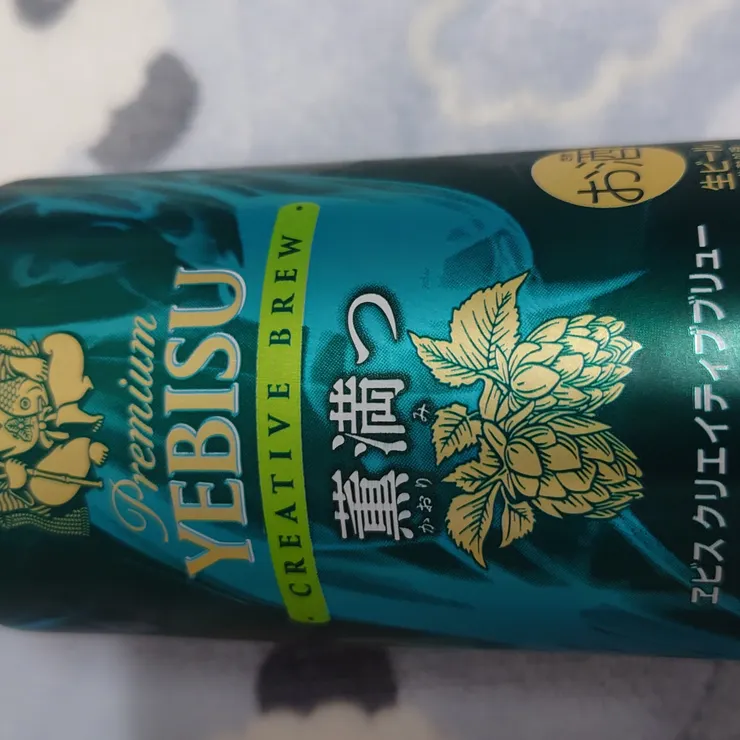 Premium
YEBISU
・CREATIVE BREW・
薫満つ
かおり み
お酒
生ビール
ヱビス クリエイティブブリュー